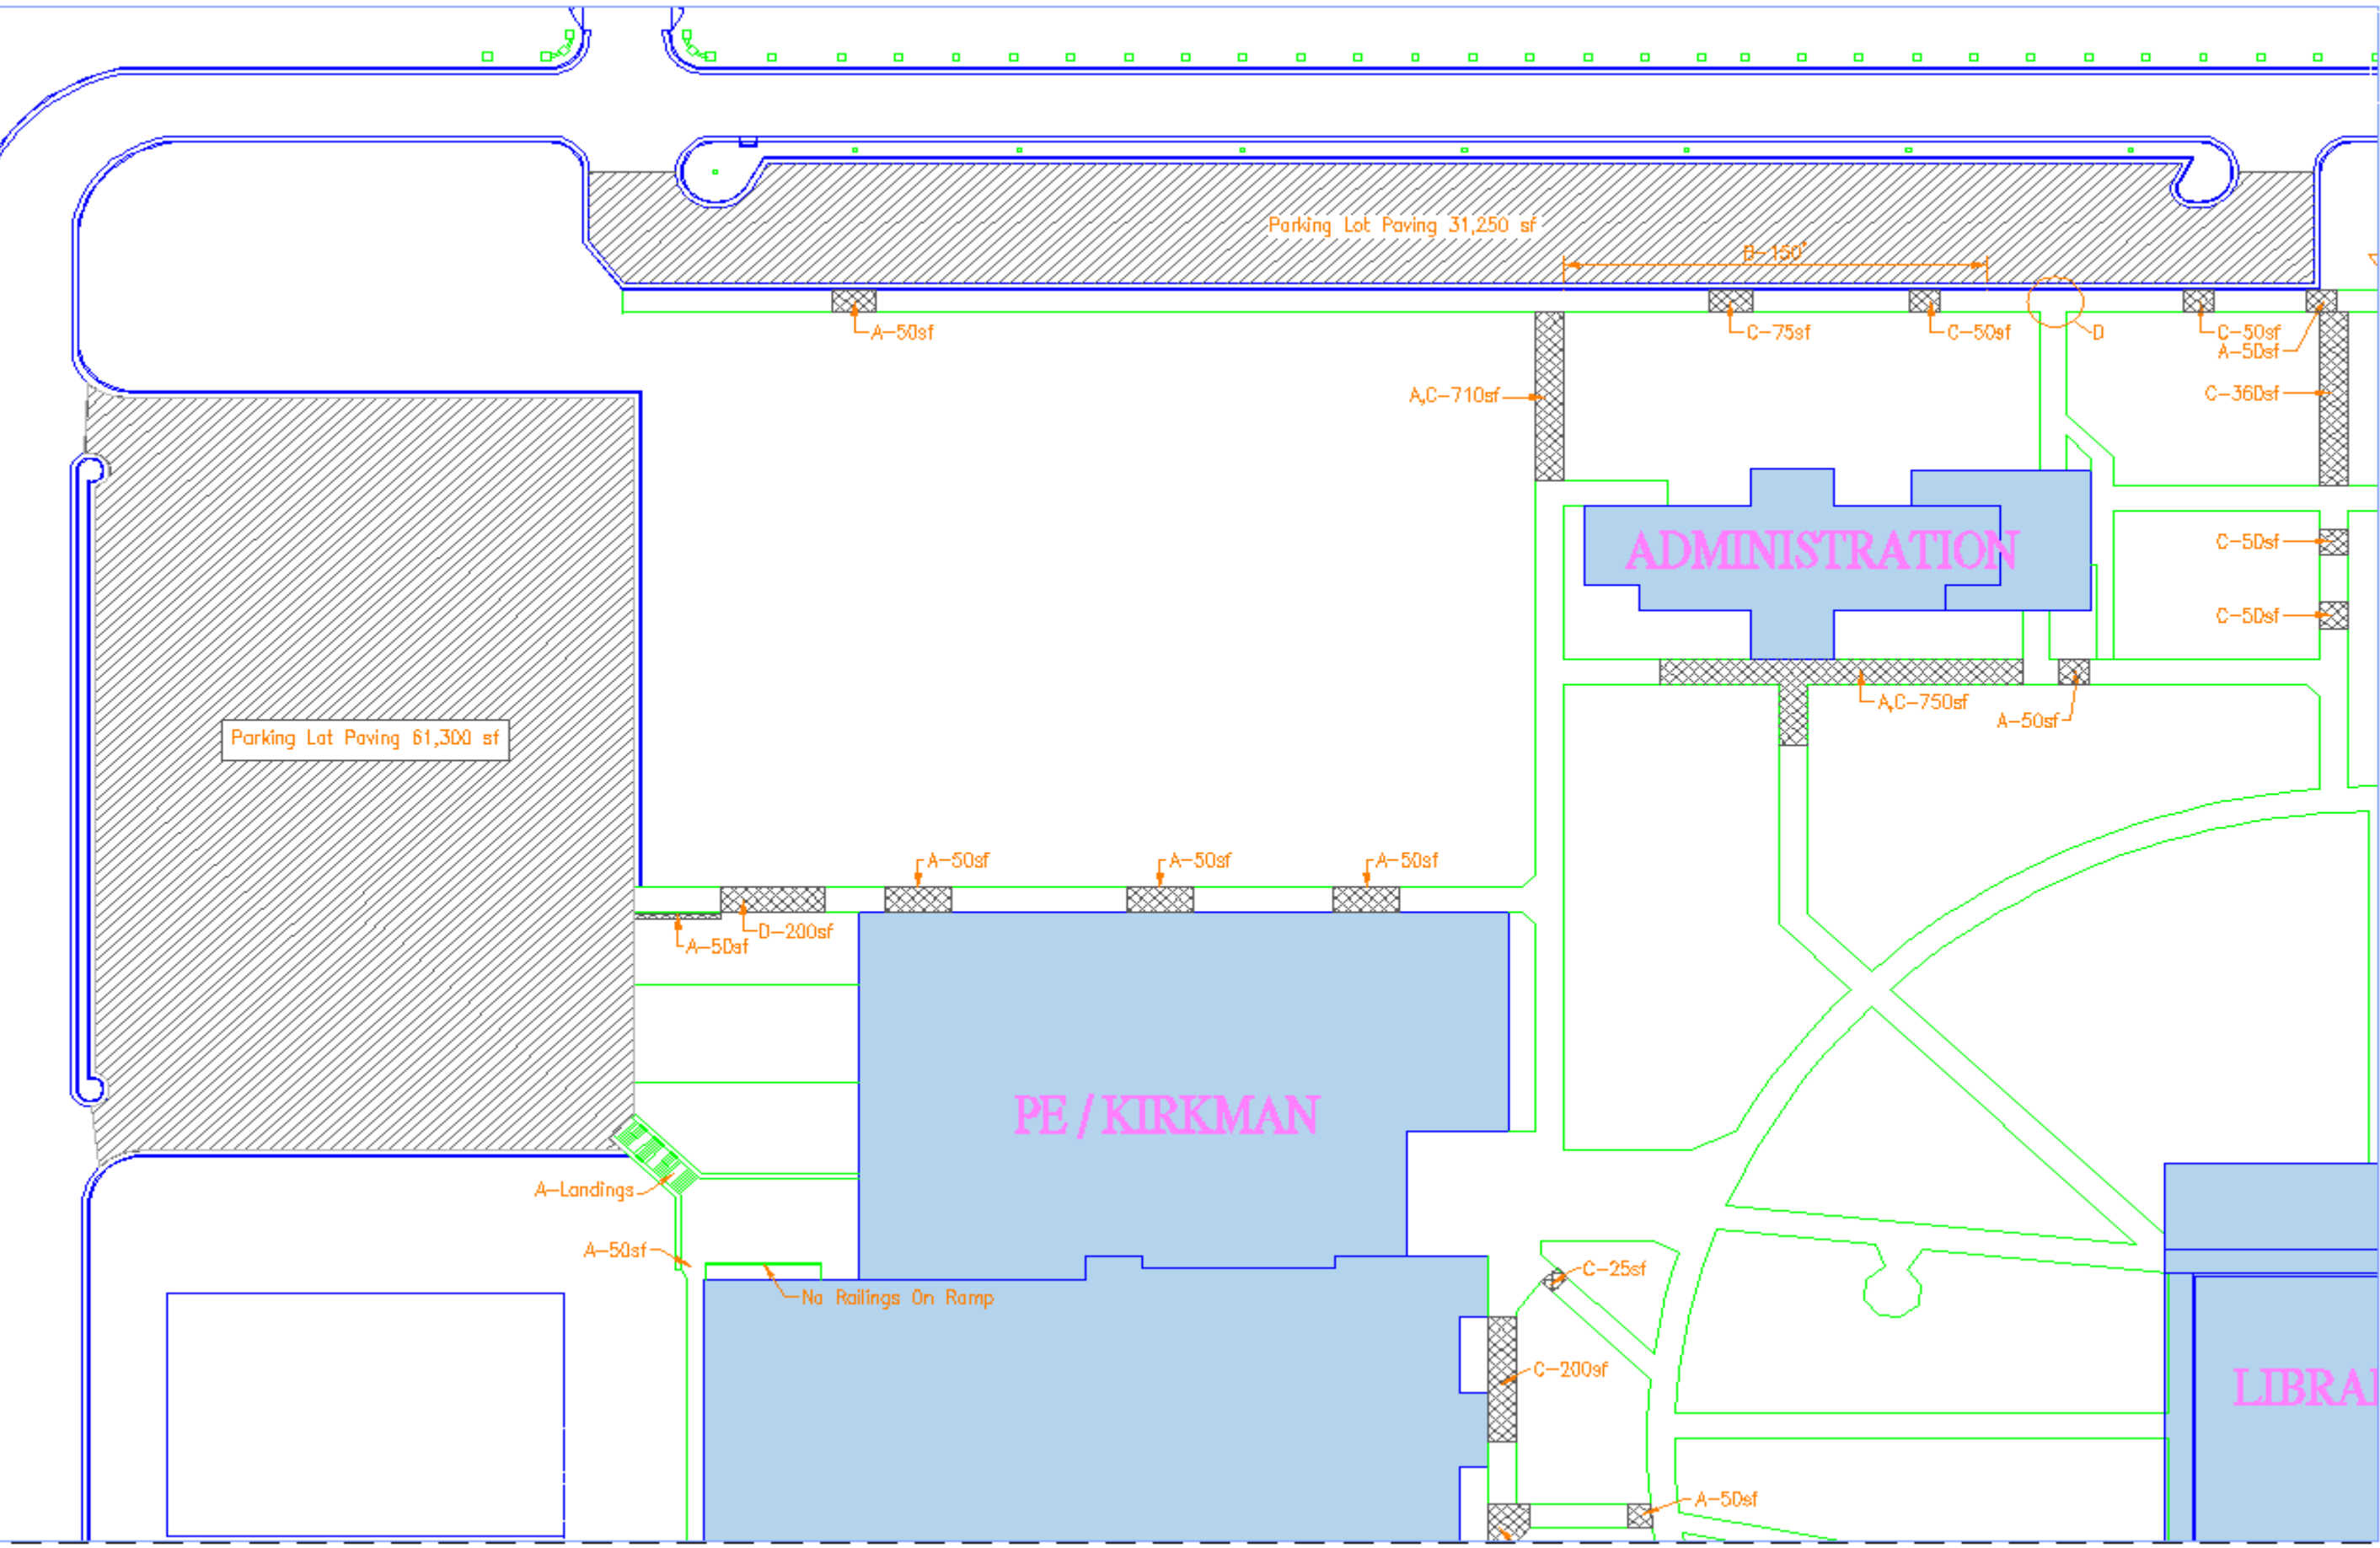 Parking Lot Paving 31,250 sf
B-150'
A-50sf
C-75sf
C-50sf
D
C-50sf
A-50sf
A,C-710sf
C-360sf
ADMINISTRATION
C-50sf
C-50sf
A,C-750sf
A-50sf
Parking Lot Paving 61,300 sf
A-50sf
A-50sf
A-50sf
D-200sf
A-50sf
PE / KIRKMAN
A-Landings
A-50sf
No Railings On Ramp
C-25sf
C-200sf
LIBRA
A-50sf